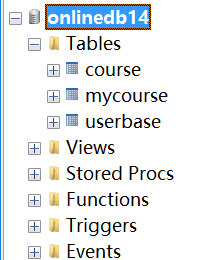 onlinedb14
Tables
course
mycourse
userbase
Views
Stored Procs
Functions
Triggers
Events